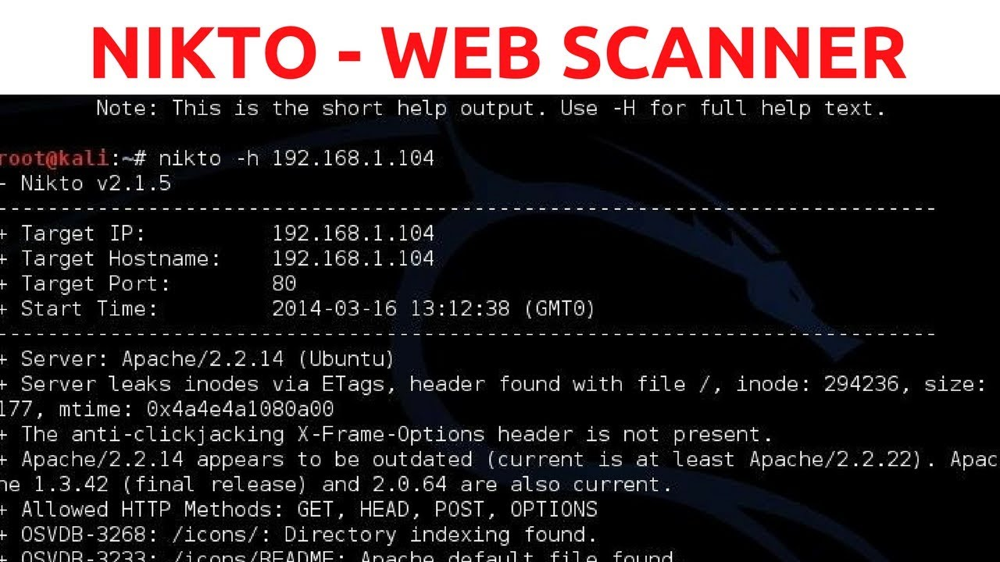 NIKTO - WEB SCANNER
Note: This is the short help output. Use -H for full help text.
root@kali:~# nikto -h 192.168.1.104
- Nikto v2.1.5
---------------------------------------------------------------------------
+ Target IP: 192.168.1.104
+ Target Hostname: 192.168.1.104
+ Target Port: 80
+ Start Time: 2014-03-16 13:12:38 (GMT0)
---------------------------------------------------------------------------
+ Server: Apache/2.2.14 (Ubuntu)
+ Server leaks inodes via ETags, header found with file /, inode: 294236, size:
177, mtime: 0x4a4e4a1080a00
+ The anti-clickjacking X-Frame-Options header is not present.
+ Apache/2.2.14 appears to be outdated (current is at least Apache/2.2.22). Apac
he 1.3.42 (final release) and 2.0.64 are also current.
+ Allowed HTTP Methods: GET, HEAD, POST, OPTIONS
+ OSVDB-3268: /icons/: Directory indexing found.
+ OSVDB-3233: /icons/README: Apache default file found.